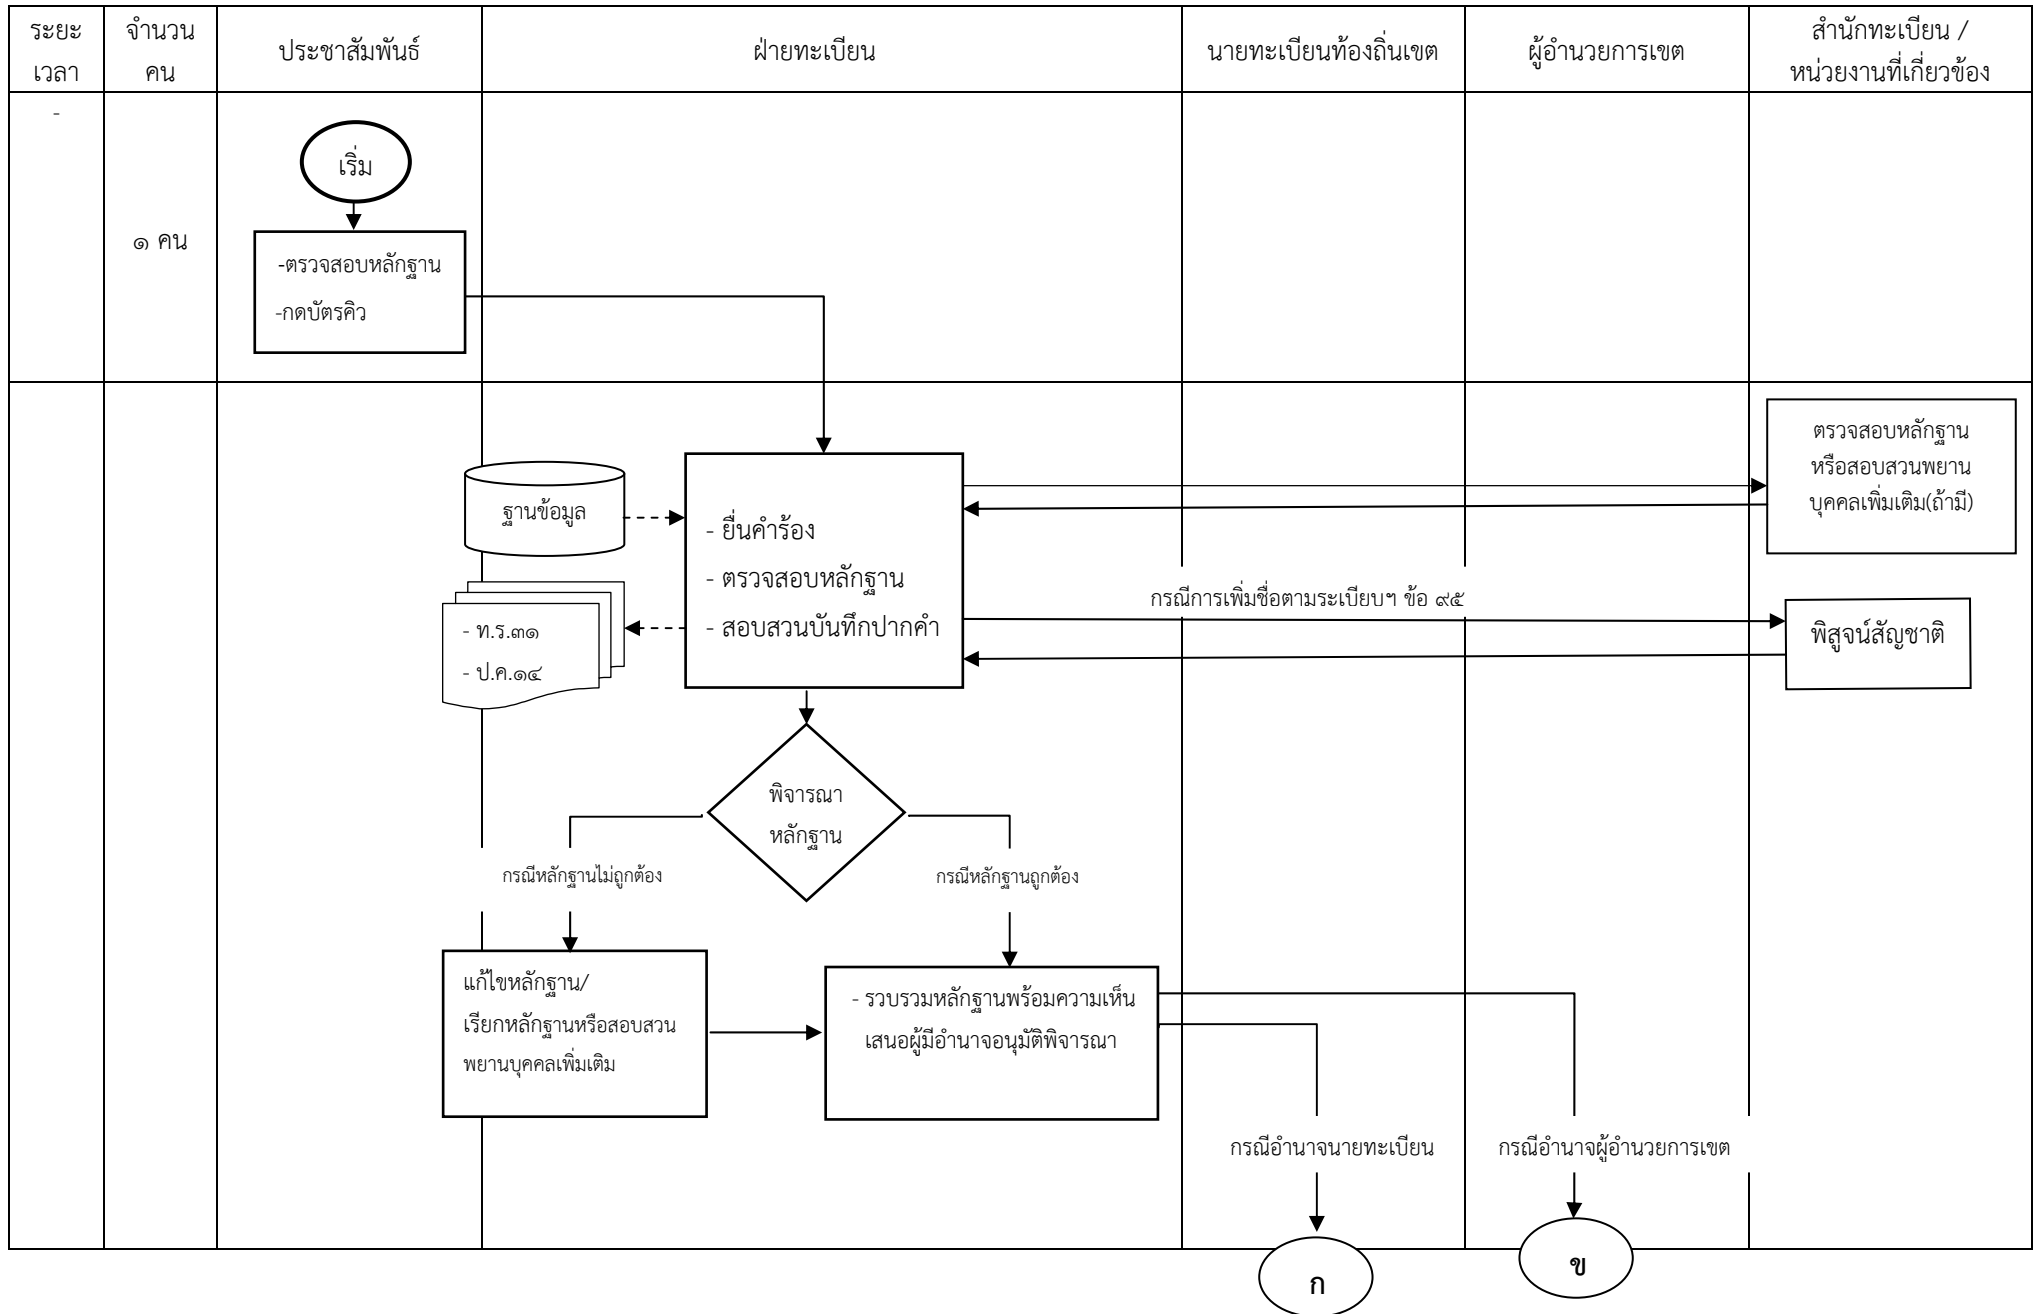 ระยะ
เวลา
จำนวน
คน
ประชาสัมพันธ์
ฝ่ายทะเบียน
นายทะเบียนท้องถิ่นเขต
ผู้อำนวยการเขต
สำนักทะเบียน /
หน่วยงานที่เกี่ยวข้อง
-
๑ คน
เริ่ม
-ตรวจสอบหลักฐาน
-กดบัตรคิว
ฐานข้อมูล
- ท.ร.๓๑
- ป.ค.๑๔
- ยื่นคำร้อง
- ตรวจสอบหลักฐาน
- สอบสวนบันทึกปากคำ
ตรวจสอบหลักฐาน
หรือสอบสวนพยาน
บุคคลเพิ่มเติม(ถ้ามี)
กรณีการเพิ่มชื่อตามระเบียบฯ ข้อ ๙๕
พิสูจน์สัญชาติ
พิจารณา
หลักฐาน
กรณีหลักฐานไม่ถูกต้อง
กรณีหลักฐานถูกต้อง
แก้ไขหลักฐาน/
เรียกหลักฐานหรือสอบสวน
พยานบุคคลเพิ่มเติม
- รวบรวมหลักฐานพร้อมความเห็น
เสนอผู้มีอำนาจอนุมัติพิจารณา
กรณีอำนาจนายทะเบียน
กรณีอำนาจผู้อำนวยการเขต
ก
ข